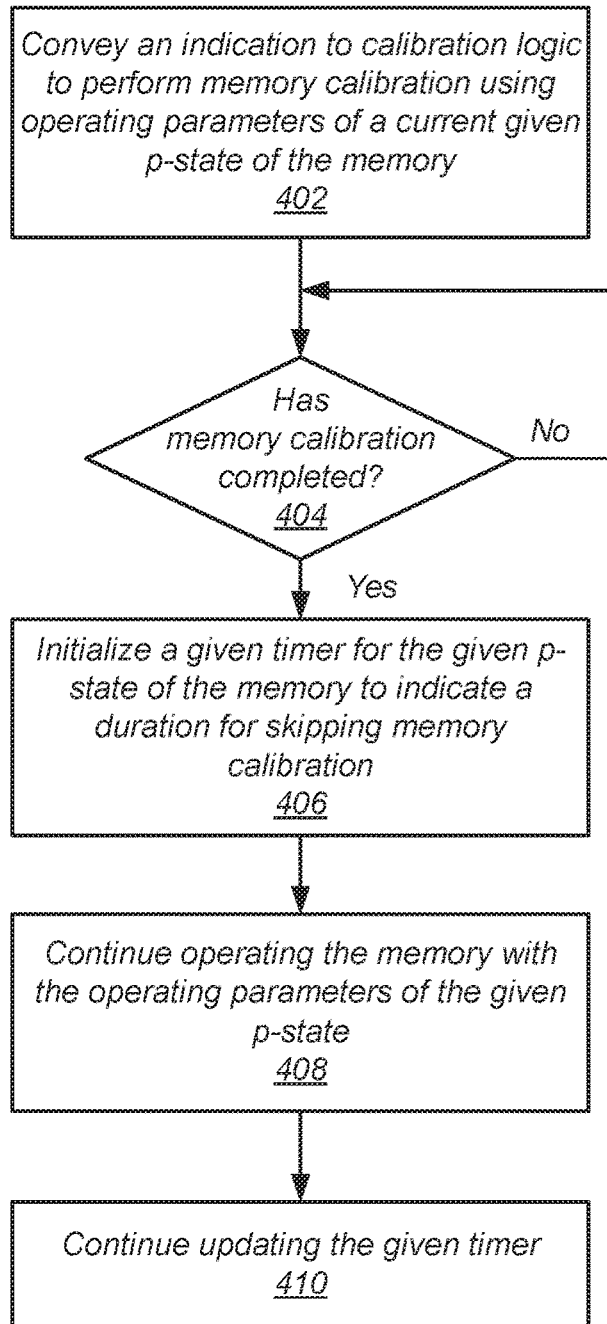 Convey an indication to calibration logic
to perform memory calibration using
operating parameters of a current given
p-state of the memory
402
Has
memory calibration
completed?
404
No
Yes
Initialize a given timer for the given p-
state of the memory to indicate a
duration for skipping memory
calibration
406
Continue operating the memory with
the operating parameters of the given
p-state
408
Continue updating the given timer
410